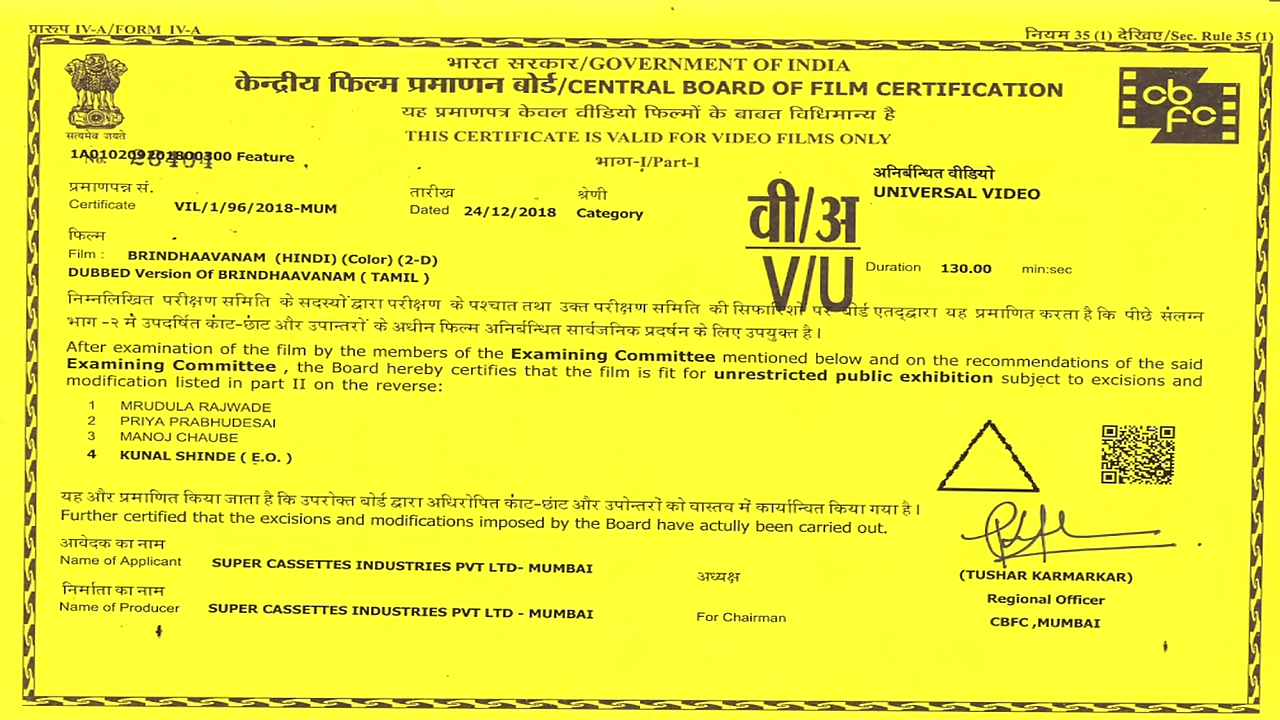 प्रारूप IV-A/FORM IV-A
नियम 35 (1) देखिए/Sec. Rule 35 (1)
भारत सरकार/GOVERNMENT OF INDIA
केन्द्रीय फिल्म प्रमाणन बोर्ड/CENTRAL BOARD OF FILM CERTIFICATION
यह प्रमाणपत्र केवल वीडियो फिल्मों के बाबत विधिमान्य है
THIS CERTIFICATE IS VALID FOR VIDEO FILMS ONLY
सत्यमेव जयते
cb
fc
1A010209201800300 Feature
No.
भाग-I/Part-I
अनिर्बन्धित वीडियो
UNIVERSAL VIDEO
प्रमाणपत्र सं.
Certificate VIL/1/96/2018-MUM
तारीख
Dated 24/12/2018
श्रेणी
Category
वी/अ
V/U
Duration 130.00 min:sec
फिल्म
Film : BRINDHAAVANAM (HINDI) (Color) (2-D)
DUBBED Version Of BRINDHAAVANAM ( TAMIL )
निम्नलिखित परीक्षण समिति के सदस्यों द्वारा परीक्षण के पश्चात तथा उक्त परीक्षण समिति की सिफारिशों पर बोर्ड एतद्द्वारा यह प्रमाणित करता है कि पीछे संलग्न
भाग -२ में उपदर्षित काट-छाट और उपान्तरों के अधीन फिल्म अनिर्बन्धित सार्वजनिक प्रदर्षन के लिए उपयुक्त है ।
After examination of the film by the members of the Examining Committee mentioned below and on the recommendations of the said
Examining Committee , the Board hereby certifies that the film is fit for unrestricted public exhibition subject to excisions and
modification listed in part II on the reverse:
1 MRUDULA RAJWADE
2 PRIYA PRABHUDESAI
3 MANOJ CHAUBE
4 KUNAL SHINDE ( E.O. )
यह और प्रमाणित किया जाता है कि उपरोक्त बोर्ड द्वारा अधिरोपित काट-छांट और उपोन्तरों को वास्तव में कार्यान्वित किया गया है ।
Further certified that the excisions and modifications imposed by the Board have actully been carried out.
आवेदक का नाम
Name of Applicant SUPER CASSETTES INDUSTRIES PVT LTD- MUMBAI
निर्माता का नाम
Name of Producer SUPER CASSETTES INDUSTRIES PVT LTD - MUMBAI
अध्यक्ष
For Chairman
(TUSHAR KARMARKAR)
Regional Officer
CBFC ,MUMBAI